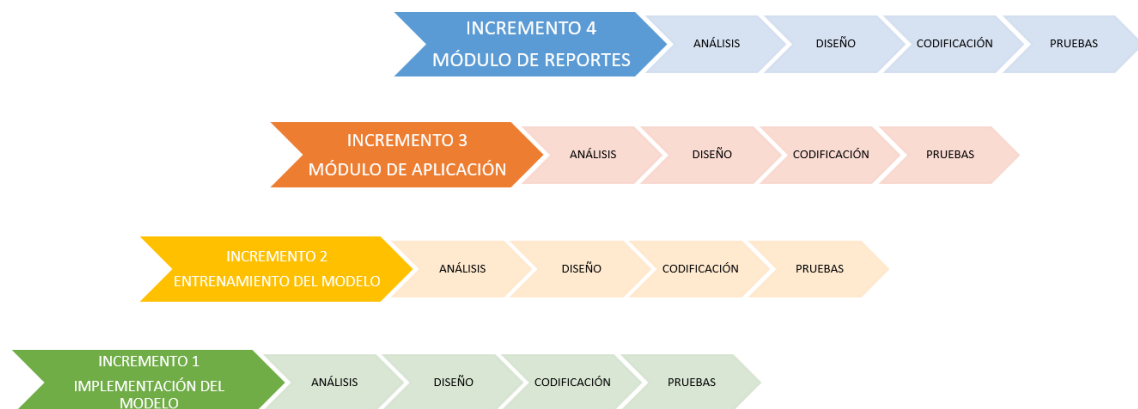 INCREMENTO 4
MÓDULO DE REPORTES
ANÁLISIS
DISEÑO
CODIFICACIÓN
PRUEBAS
INCREMENTO 3
MÓDULO DE APLICACIÓN
ANÁLISIS
DISEÑO
CODIFICACIÓN
PRUEBAS
INCREMENTO 2
ENTRENAMIENTO DEL MODELO
ANÁLISIS
DISEÑO
CODIFICACIÓN
PRUEBAS
INCREMENTO 1
IMPLEMENTACIÓN DEL
MODELO
ANÁLISIS
DISEÑO
CODIFICACIÓN
PRUEBAS